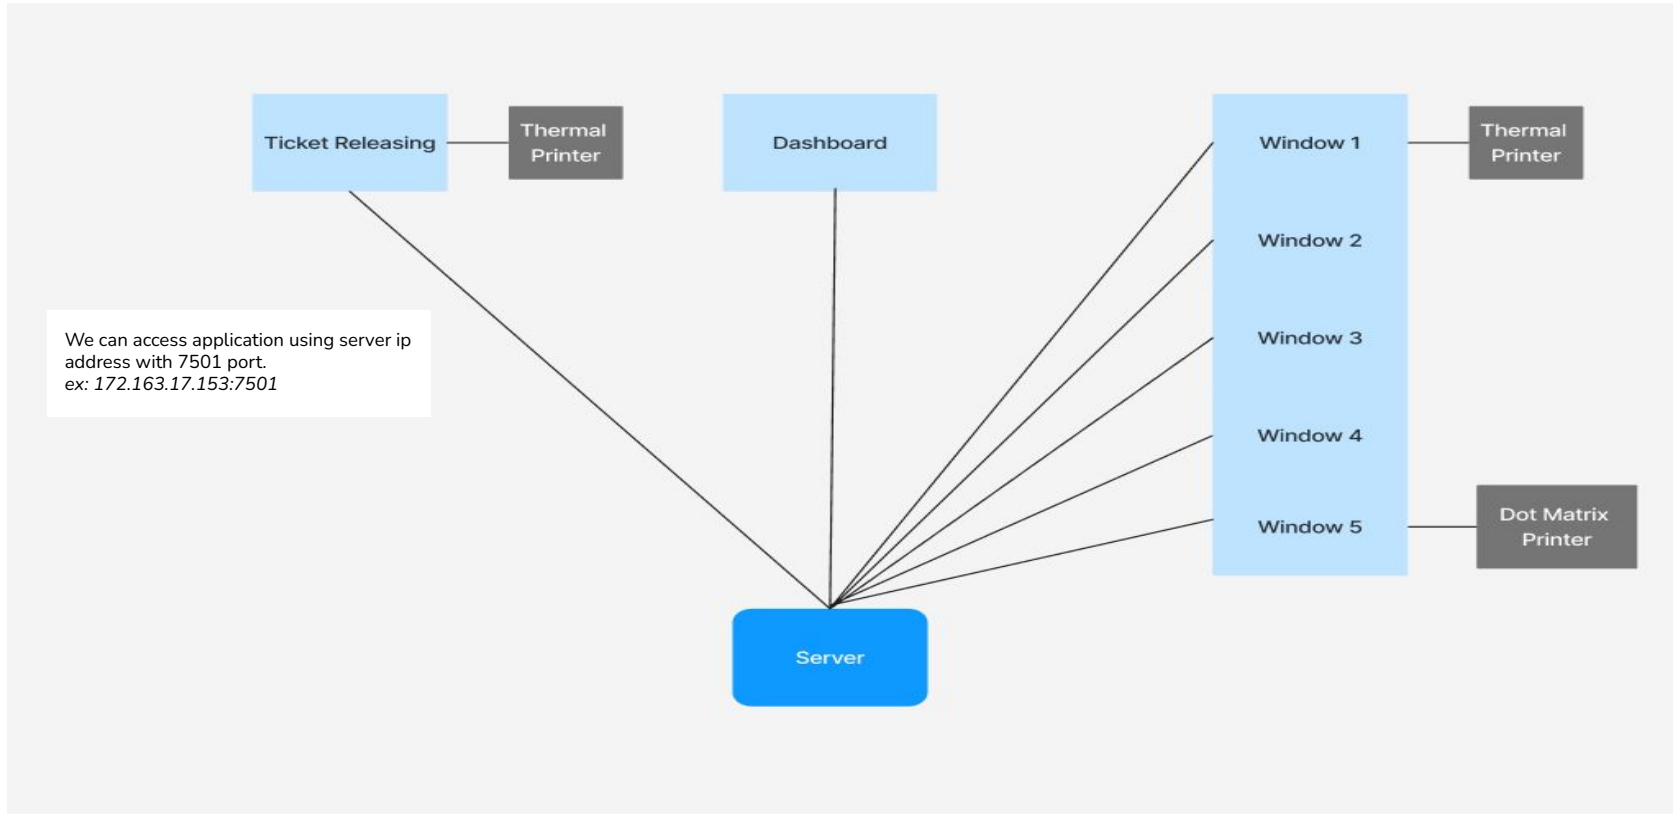 Ticket Releasing
Thermal
Printer
Dashboard
Window 1
Thermal
Printer
Window 2
Window 3
We can access application using server ip
address with 7501 port.
ex: 172.163.17.153:7501
Window 4
Window 5
Dot Matrix
Printer
Server